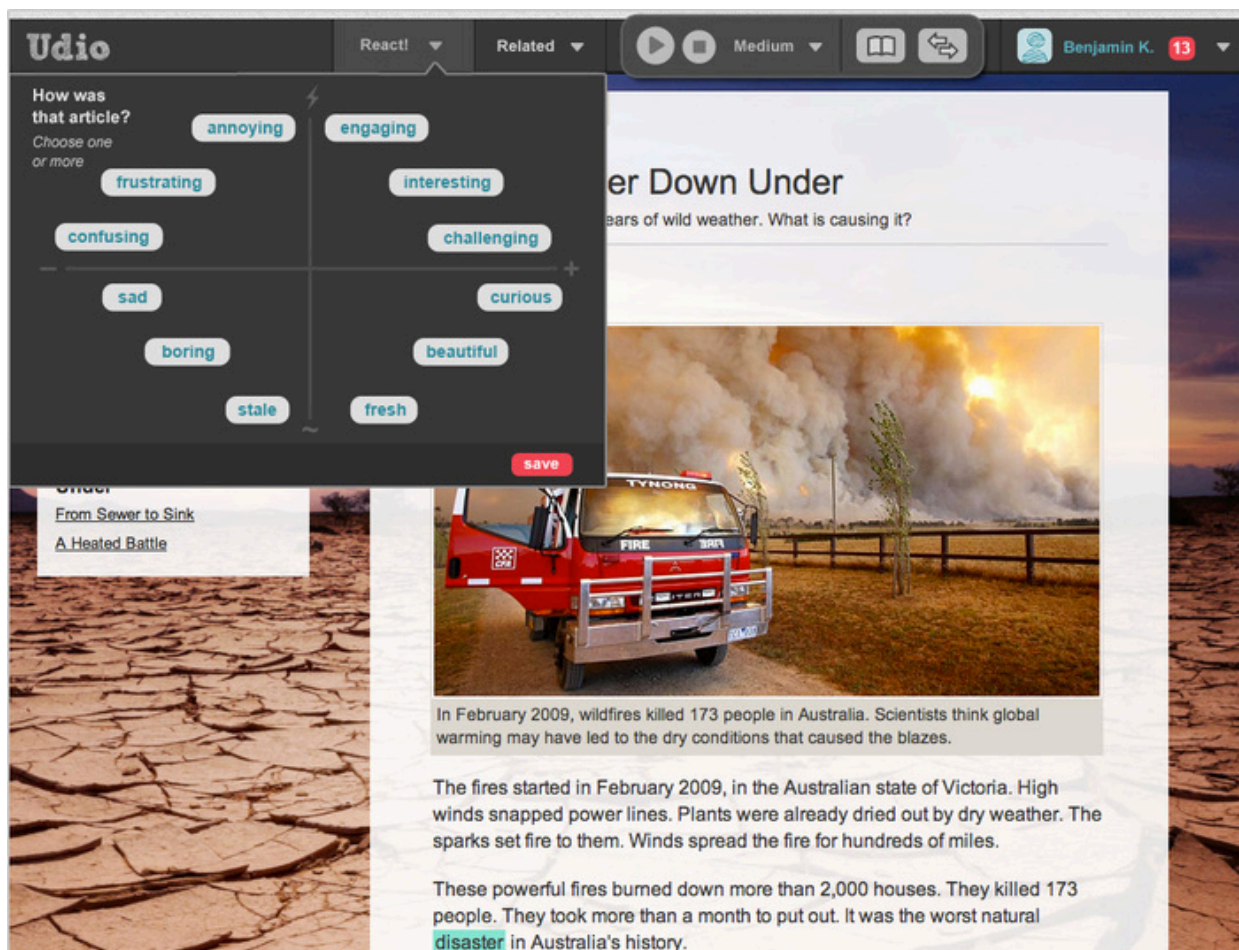 Udio
React!
Related
Medium
Benjamin K.
13
How was
that article?
Choose one
or more
annoying
engaging
frustrating
interesting
confusing
challenging
−
+
sad
curious
boring
beautiful
stale
fresh
~
save
er Down Under
ears of wild weather. What is causing it?
Under
From Sewer to Sink
A Heated Battle
TYNONG
FIRE
FIRE
CFA
In February 2009, wildfires killed 173 people in Australia. Scientists think global
warming may have led to the dry conditions that caused the blazes.
The fires started in February 2009, in the Australian state of Victoria. High
winds snapped power lines. Plants were already dried out by dry weather. The
sparks set fire to them. Winds spread the fire for hundreds of miles.
These powerful fires burned down more than 2,000 houses. They killed 173
people. They took more than a month to put out. It was the worst natural
disaster in Australia's history.